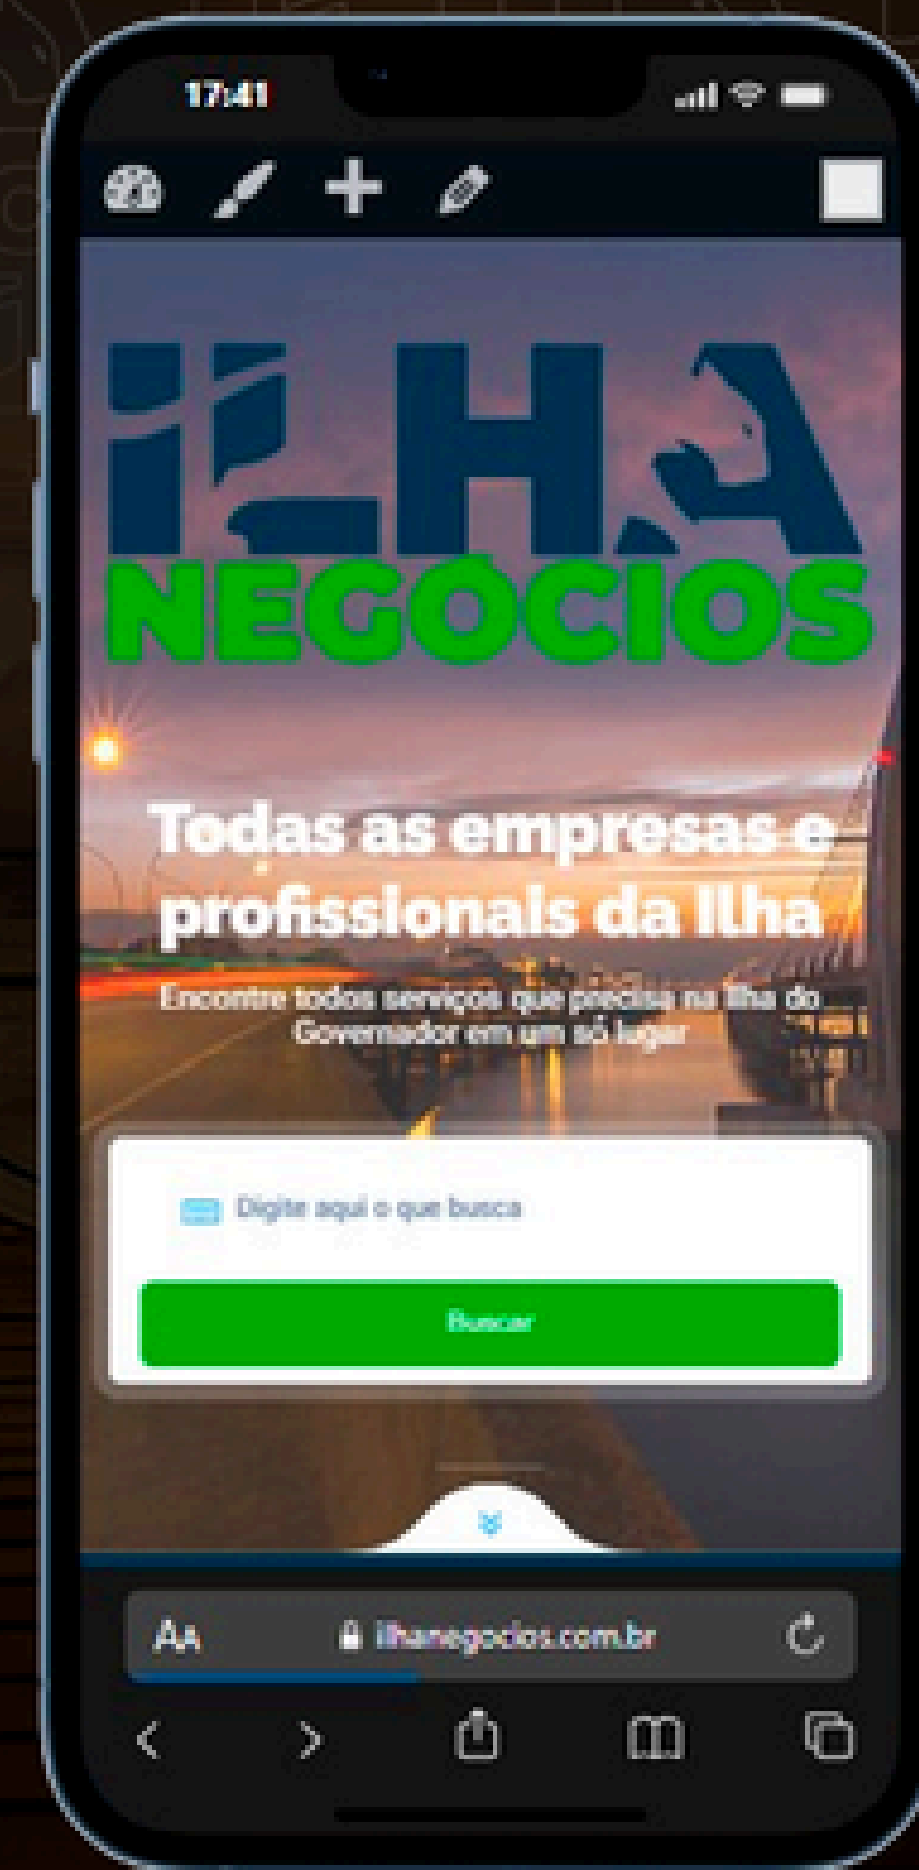 17:41
ILHA
NEGÓCIOS
Todas as empresas e
profissionais da Ilha
Encontre todos serviços que precisa na Ilha do
Governador em um só lugar
Digite aqui o que busca
Buscar
AA ilhanegocios.com.br